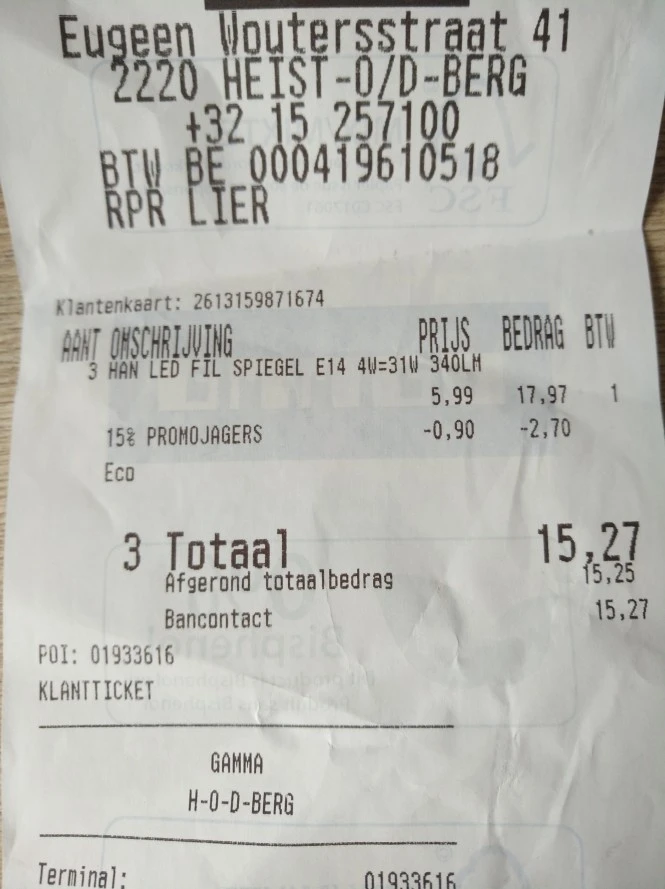 Eugeen Woutersstraat 41
2220 HEIST-O/D-BERG
+32 15 257100
BTW BE 000419610518
RPR LIER
Klantenkaart: 2613159871674
AANT OMSCHRIJVING PRIJS BEDRAG BTW
3 HAN LED FIL SPIEGEL E14 4W=31W 340LM
5,99 17,97 1
15% PROMOJAGERS -0,90 -2,70
Eco
3 Totaal 15,27
Afgerond totaalbedrag 15,25
Bancontact 15,27
POI: 01933616
KLANTTICKET
GAMMA
H-O-D-BERG
Terminal: 01933616